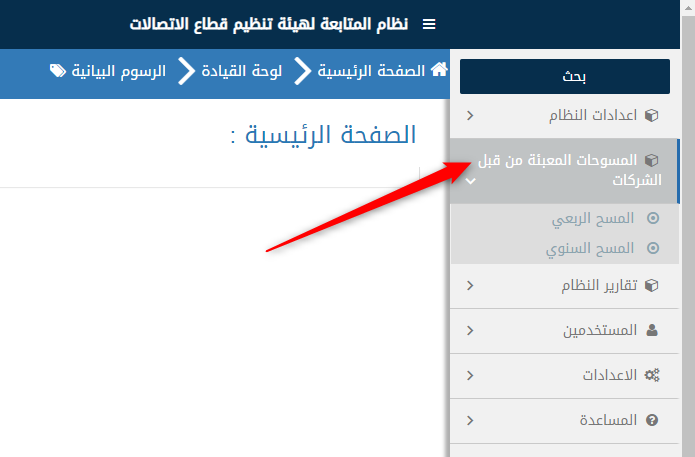 نظام المتابعة لهيئة تنظيم قطاع الاتصالات
الصفحة الرئيسية
لوحة القيادة
الرسوم البيانية
بحث
اعدادات النظام
المسوحات المعبئة من قبل
الشركات
المسح الربعي
المسح السنوي
تقارير النظام
المستخدمين
الاعدادات
المساعدة
الصفحة الرئيسية :